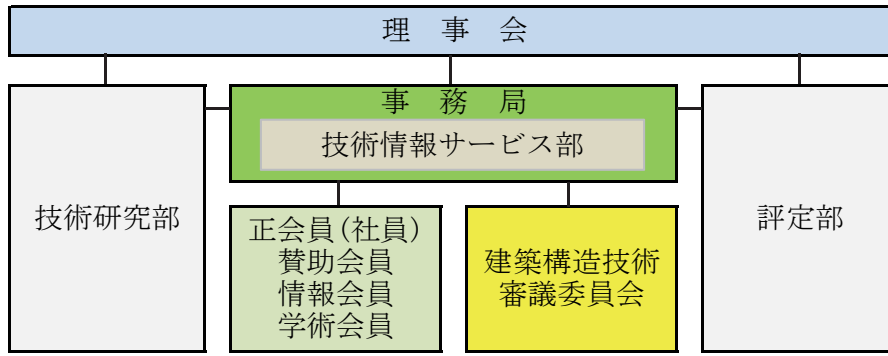 理事会
事務局
技術情報サービス部
技術研究部
正会員(社員)
賛助会員
情報会員
学術会員
建築構造技術
審議委員会
評定部